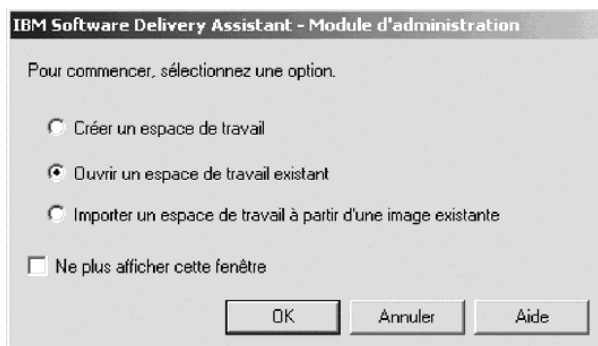 IBM Software Delivery Assistant - Module d'administration
Pour commencer, sélectionnez une option.
Créer un espace de travail
Ouvrir un espace de travail existant
Importer un espace de travail à partir d'une image existante
Ne plus afficher cette fenêtre
OK Annuler Aide